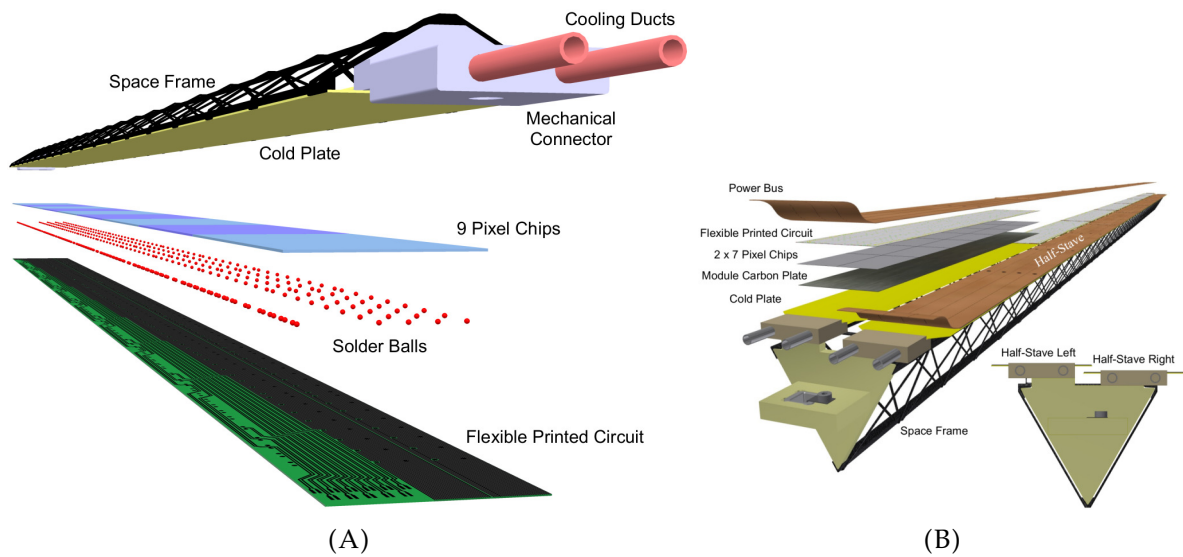 Cooling Ducts
Space Frame
Mechanical
Connector
Cold Plate
9 Pixel Chips
Solder Balls
Flexible Printed Circuit
(A)
Power Bus
Flexible Printed Circuit
2 x 7 Pixel Chips
Module Carbon Plate
Cold Plate
Half-Stave
Half-Stave Left
Half-Stave Right
Space Frame
(B)